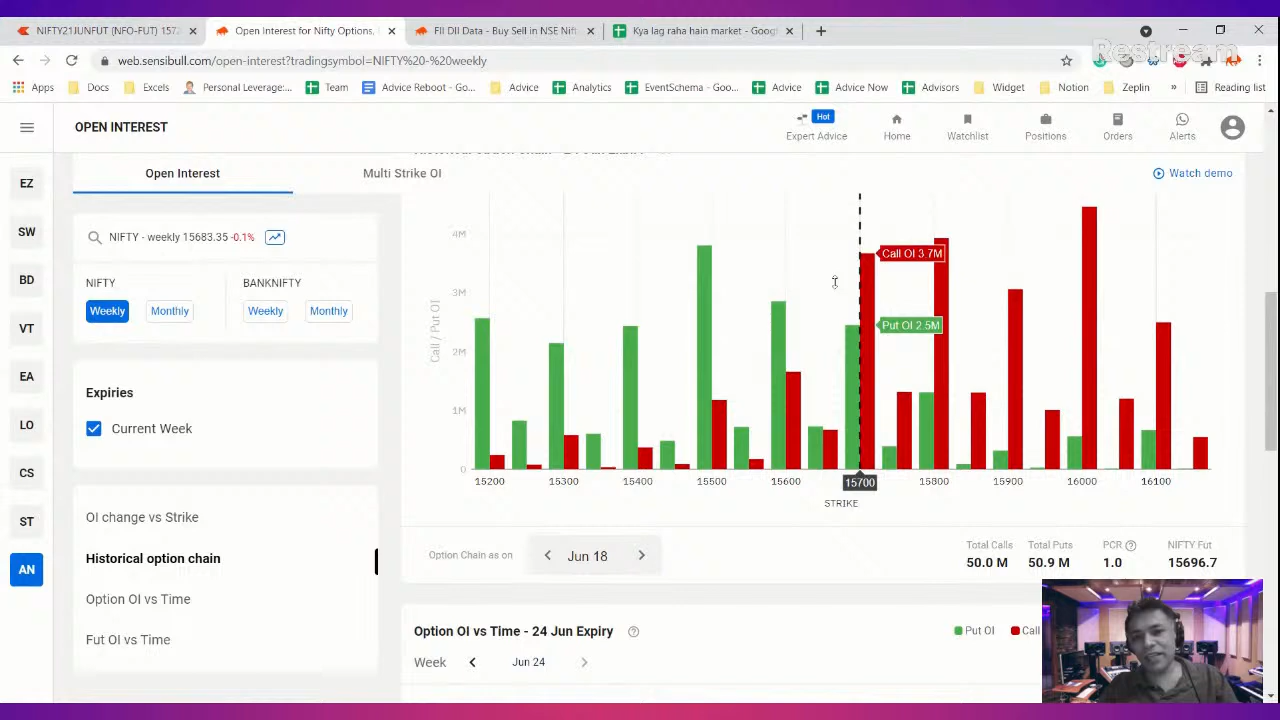 NIFTY21JUNFUT (NFO-FUT) 157
Open Interest for Nifty Options,
FII DII Data - Buy Sell in NSE Nift
Kya lag raha hain market - Googl
Restream
web.sensibull.com/open-interest?tradingsymbol=NIFTY%20%20weekly
Apps
Excels
Personal Leverage:...
Team
Advice Reboot - Go...
Advice
Analytics
EventSchema - Goo...
Advice
Advice Now
Advisors
Widget
Notion
Zeplin
»
Reading list
OPEN INTEREST
Hot
Expert Advice
Home
Watchlist
Positions
Orders
Alerts
Open Interest
Multi Strike OI
Watch demo
EZ
SW
BD
VT
EA
LO
CS
ST
AN
NIFTY - weekly 15683.35 -0.1%
NIFTY
BANKNIFTY
Weekly
Monthly
Weekly
Monthly
Expiries
Current Week
OI change vs Strike
Historical option chain
Option OI vs Time
Fut OI vs Time
Call / Put OI
4M
3M
2M
1M
0
Call OI 3.7M
Put OI 2.5M
15200
15300
15400
15500
15600
15700
15800
15900
16000
16100
STRIKE
Option Chain as on
Jun 18
Total Calls
50.0 M
Total Puts
50.9 M
PCR
1.0
NIFTY Fut
15696.7
Option OI vs Time - 24 Jun Expiry
Put OI
Call
Week
Jun 24